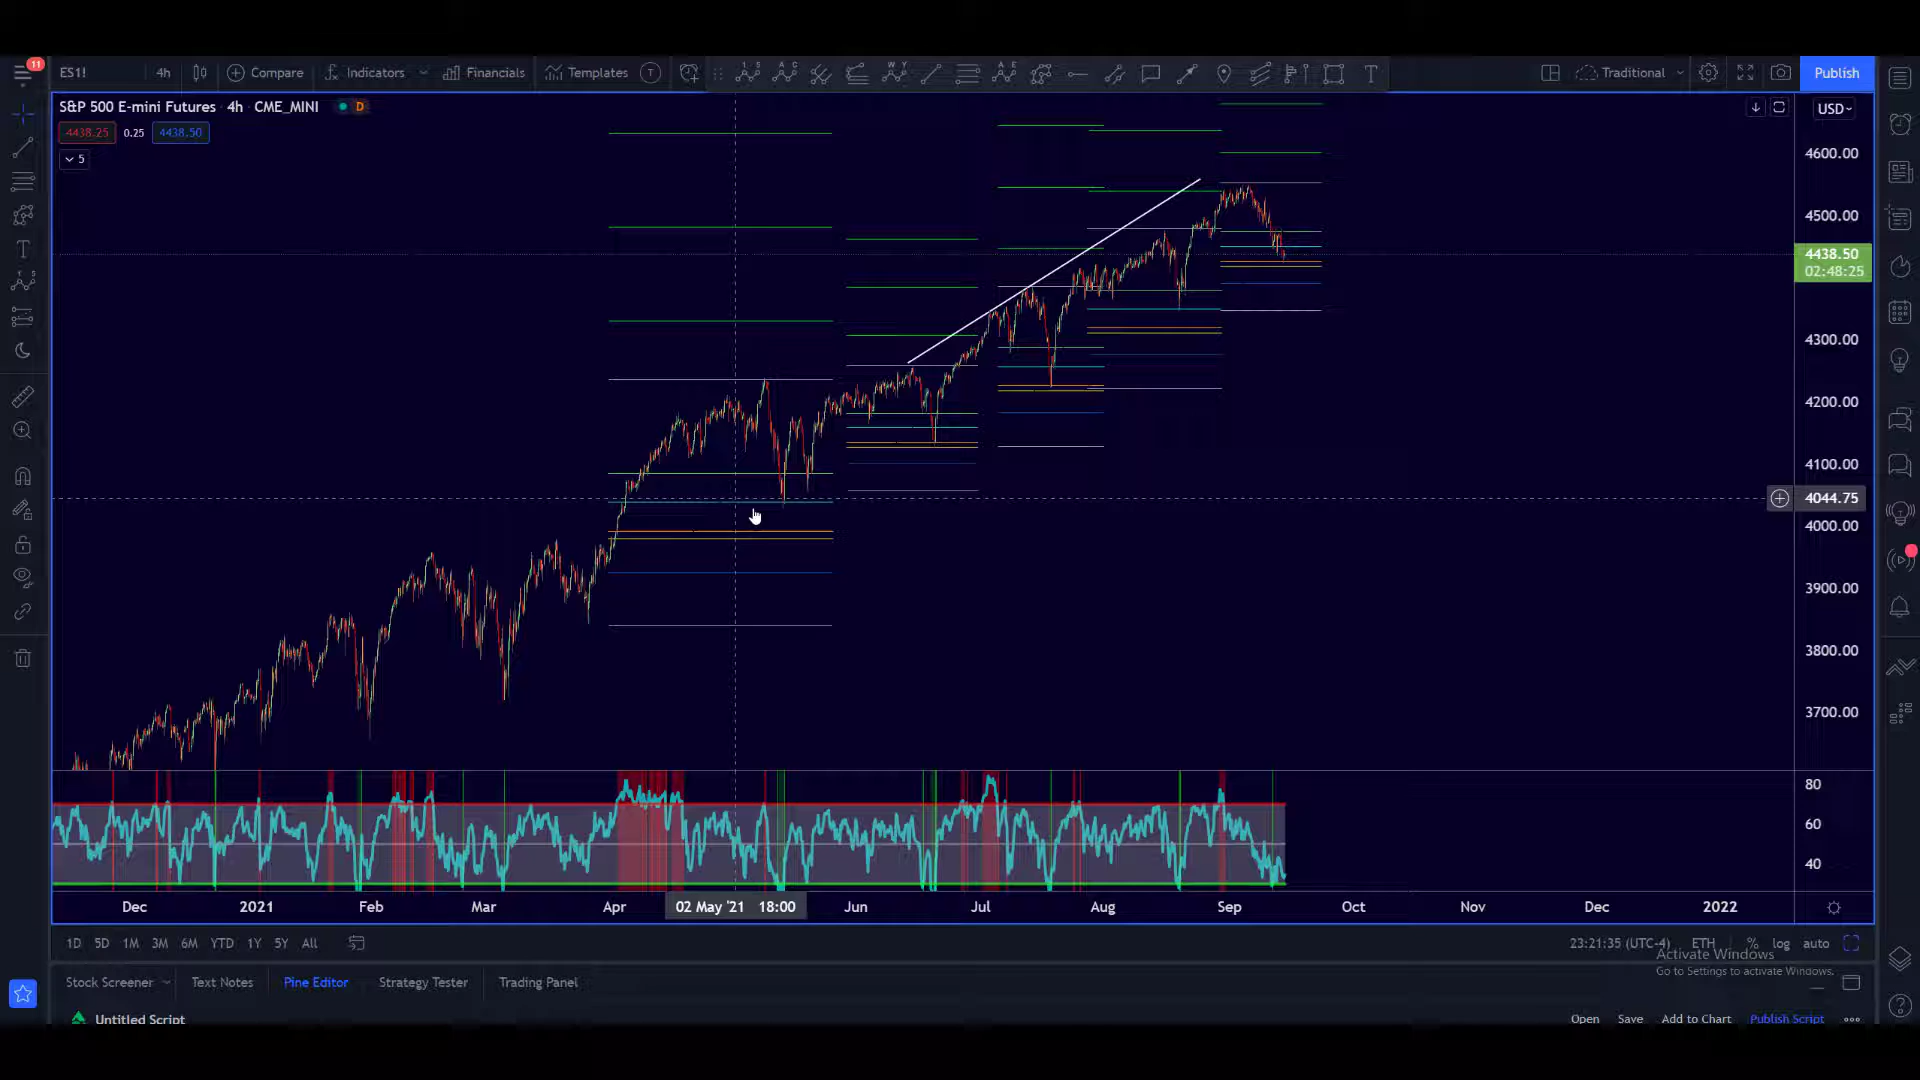 11
ES1!
4h
Compare
Indicators
Financials
Templates
Traditional
Publish
S&P 500 E-mini Futures 4h CME_MINI
D
USD
4438.25 0.25 4438.50
5
4600.00
4500.00
4438.50
02:48:25
4300.00
4200.00
4100.00
4044.75
4000.00
3900.00
3800.00
3700.00
80
60
40
Dec 2021 Feb Mar Apr 02 May '21 18:00 Jun Jul Aug Sep Oct Nov Dec 2022
1D 5D 1M 3M 6M YTD 1Y 5Y All
23:21:35 (UTC-4) ETH % log auto
Activate Windows
Go to Settings to activate Windows.
Stock Screener Text Notes Pine Editor Strategy Tester Trading Panel
Untitled Script
Open Save Add to Chart Publish Script